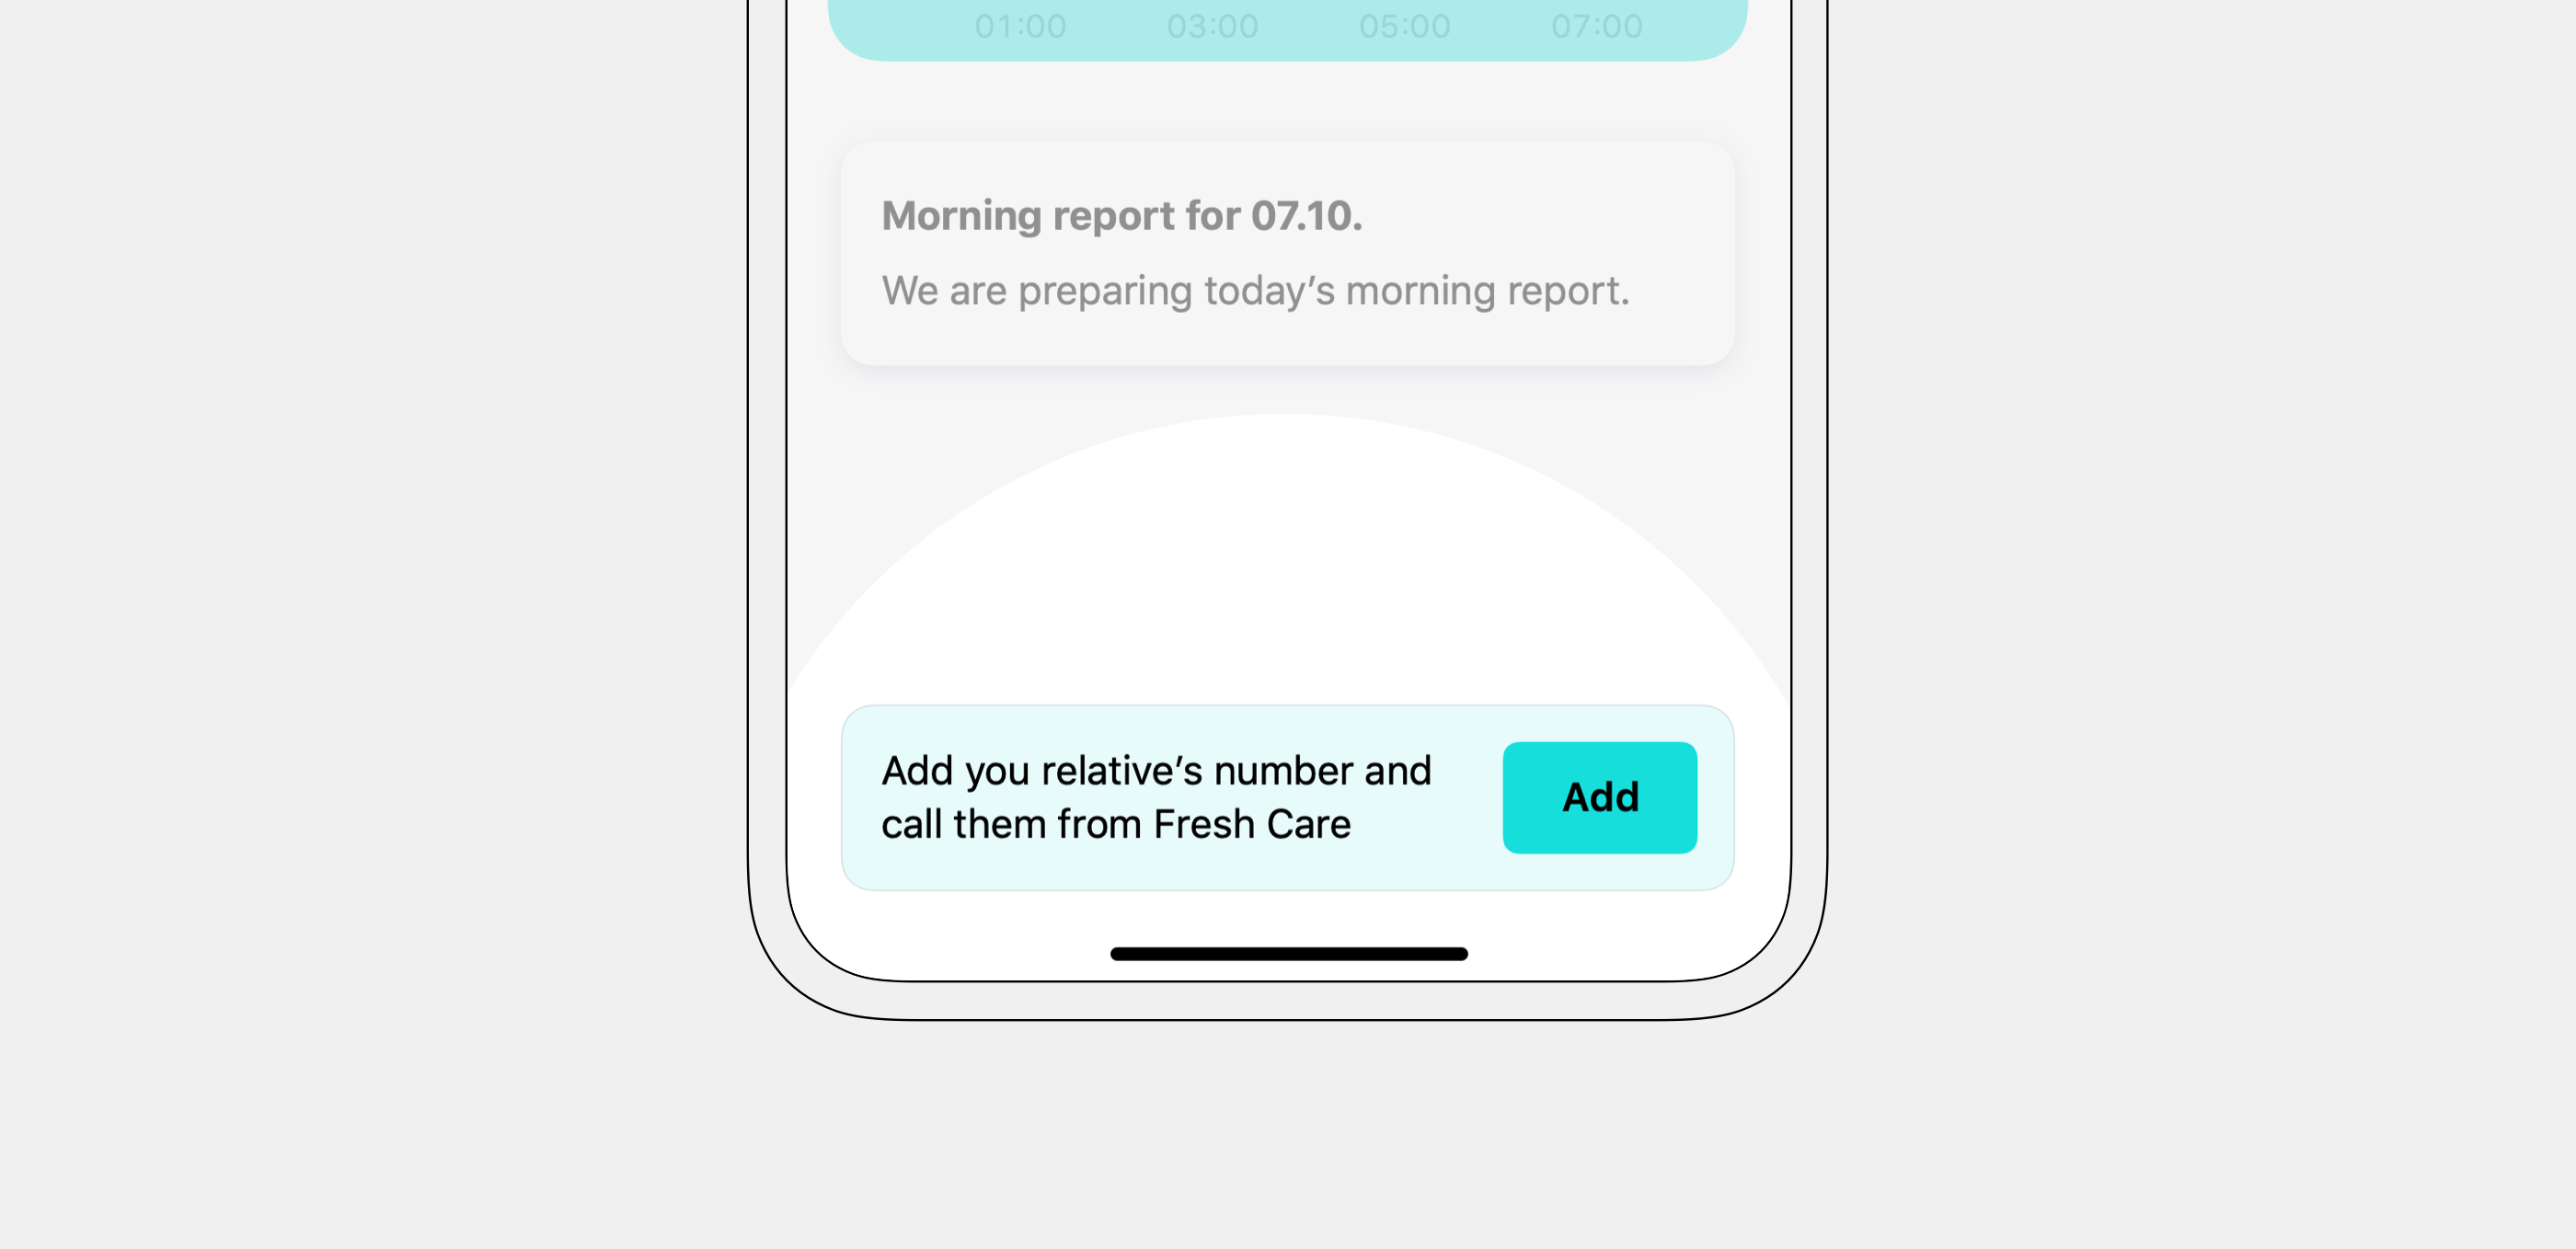 01:00 03:00 05:00 07:00
Morning report for 07.10.
We are preparing today’s morning report.
Add you relative’s number and
call them from Fresh Care
Add